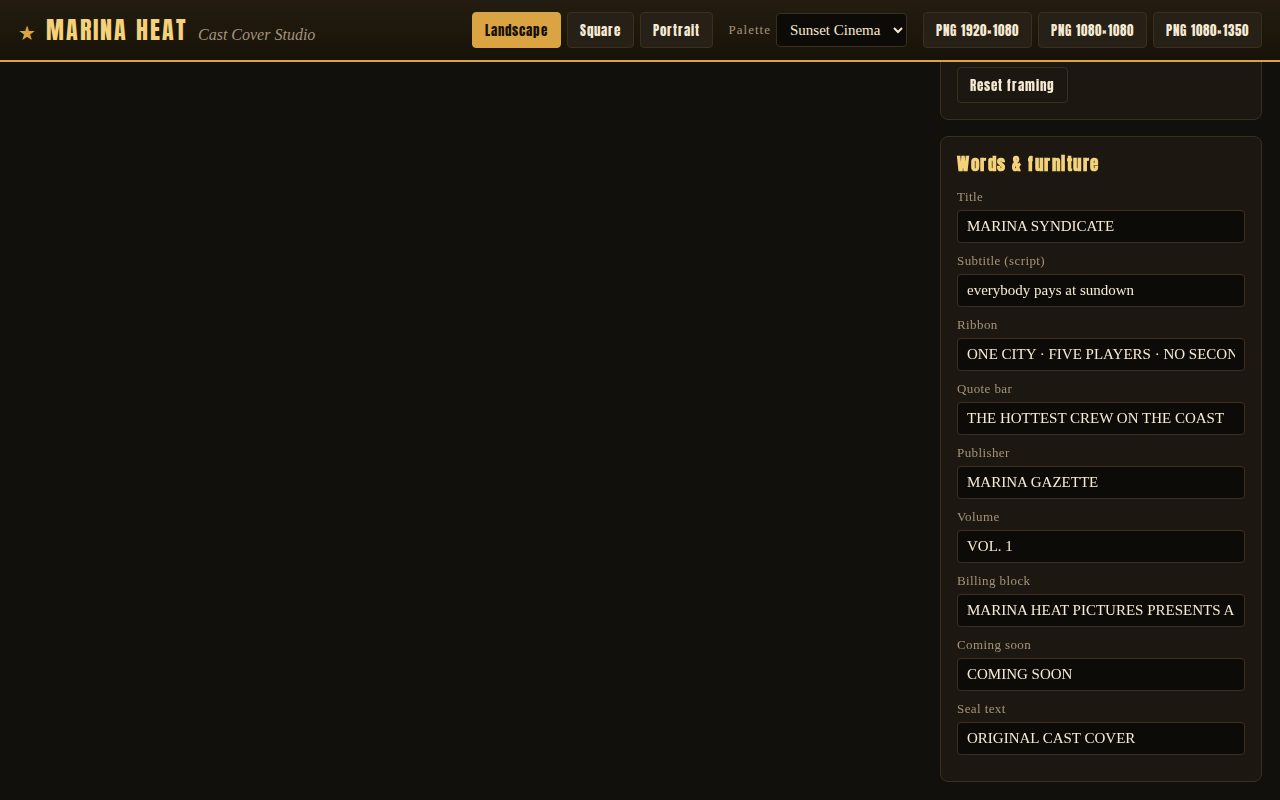 ★ MARINA HEAT Cast Cover Studio Landscape Square Portrait Palette Sunset Cinema PNG 1920×1080 PNG 1080×1080 PNG 1080×1350
Reset framing
Words & furniture
Title
MARINA SYNDICATE
Subtitle (script)
everybody pays at sundown
Ribbon
ONE CITY · FIVE PLAYERS · NO SECON
Quote bar
THE HOTTEST CREW ON THE COAST
Publisher
MARINA GAZETTE
Volume
VOL. 1
Billing block
MARINA HEAT PICTURES PRESENTS A
Coming soon
COMING SOON
Seal text
ORIGINAL CAST COVER